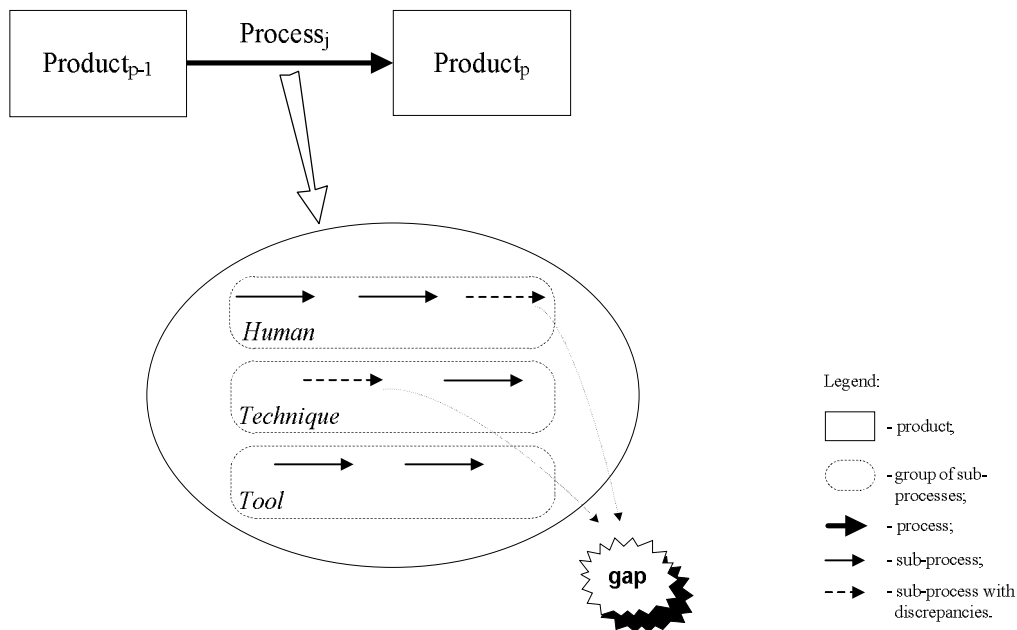 Process_j
Product_p-1
Product_p
Human
Technique
Tool
gap
Legend:
- product;
- group of sub-
processes;
- process;
- sub-process;
- sub-process with
discrepancies.